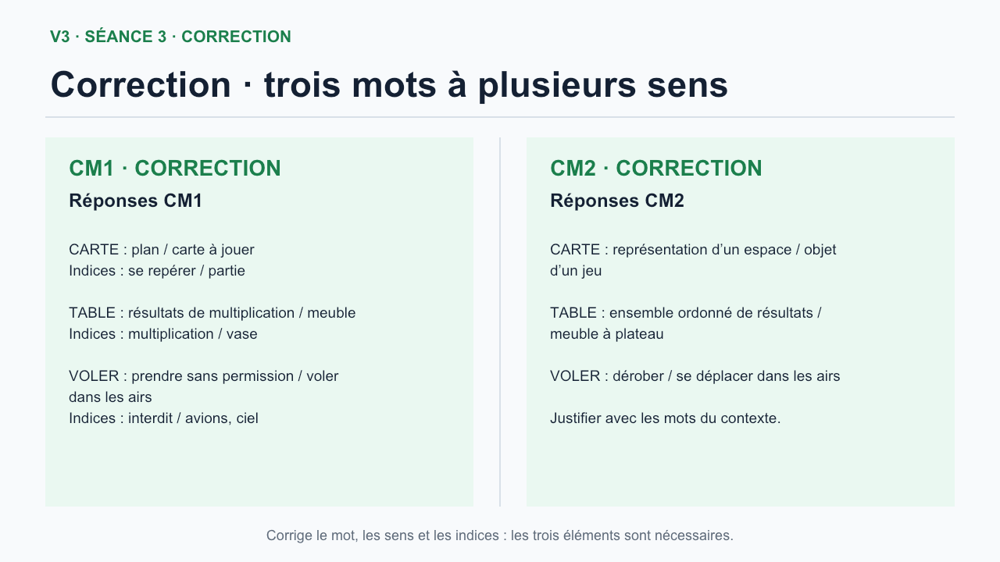 V3 · SÉANCE 3 · CORRECTION
Correction · trois mots à plusieurs sens
CM1 · CORRECTION
Réponses CM1
CARTE : plan / carte à jouer
Indices : se repérer / partie
TABLE : résultats de multiplication / meuble
Indices : multiplication / vase
VOLER : prendre sans permission / voler
dans les airs
Indices : interdit / avions, ciel
CM2 · CORRECTION
Réponses CM2
CARTE : représentation d’un espace / objet
d’un jeu
TABLE : ensemble ordonné de résultats /
meuble à plateau
VOLER : dérober / se déplacer dans les airs
Justifier avec les mots du contexte.
Corrige le mot, les sens et les indices : les trois éléments sont nécessaires.